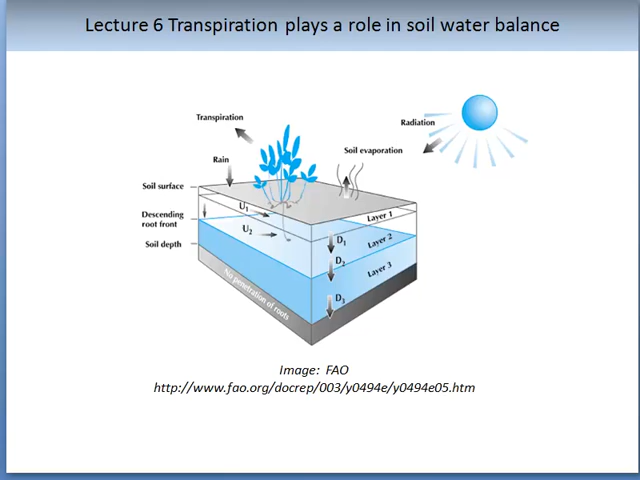 Lecture 6 Transpiration plays a role in soil water balance
Transpiration
Radiation
Rain
Soil evaporation
Soil surface
Descending
root front
Soil depth
U1
U2
Layer 1
Layer 2
Layer 3
D1
D2
D3
No penetration of roots
Image: FAO
http://www.fao.org/docrep/003/y0494e/y0494e05.htm